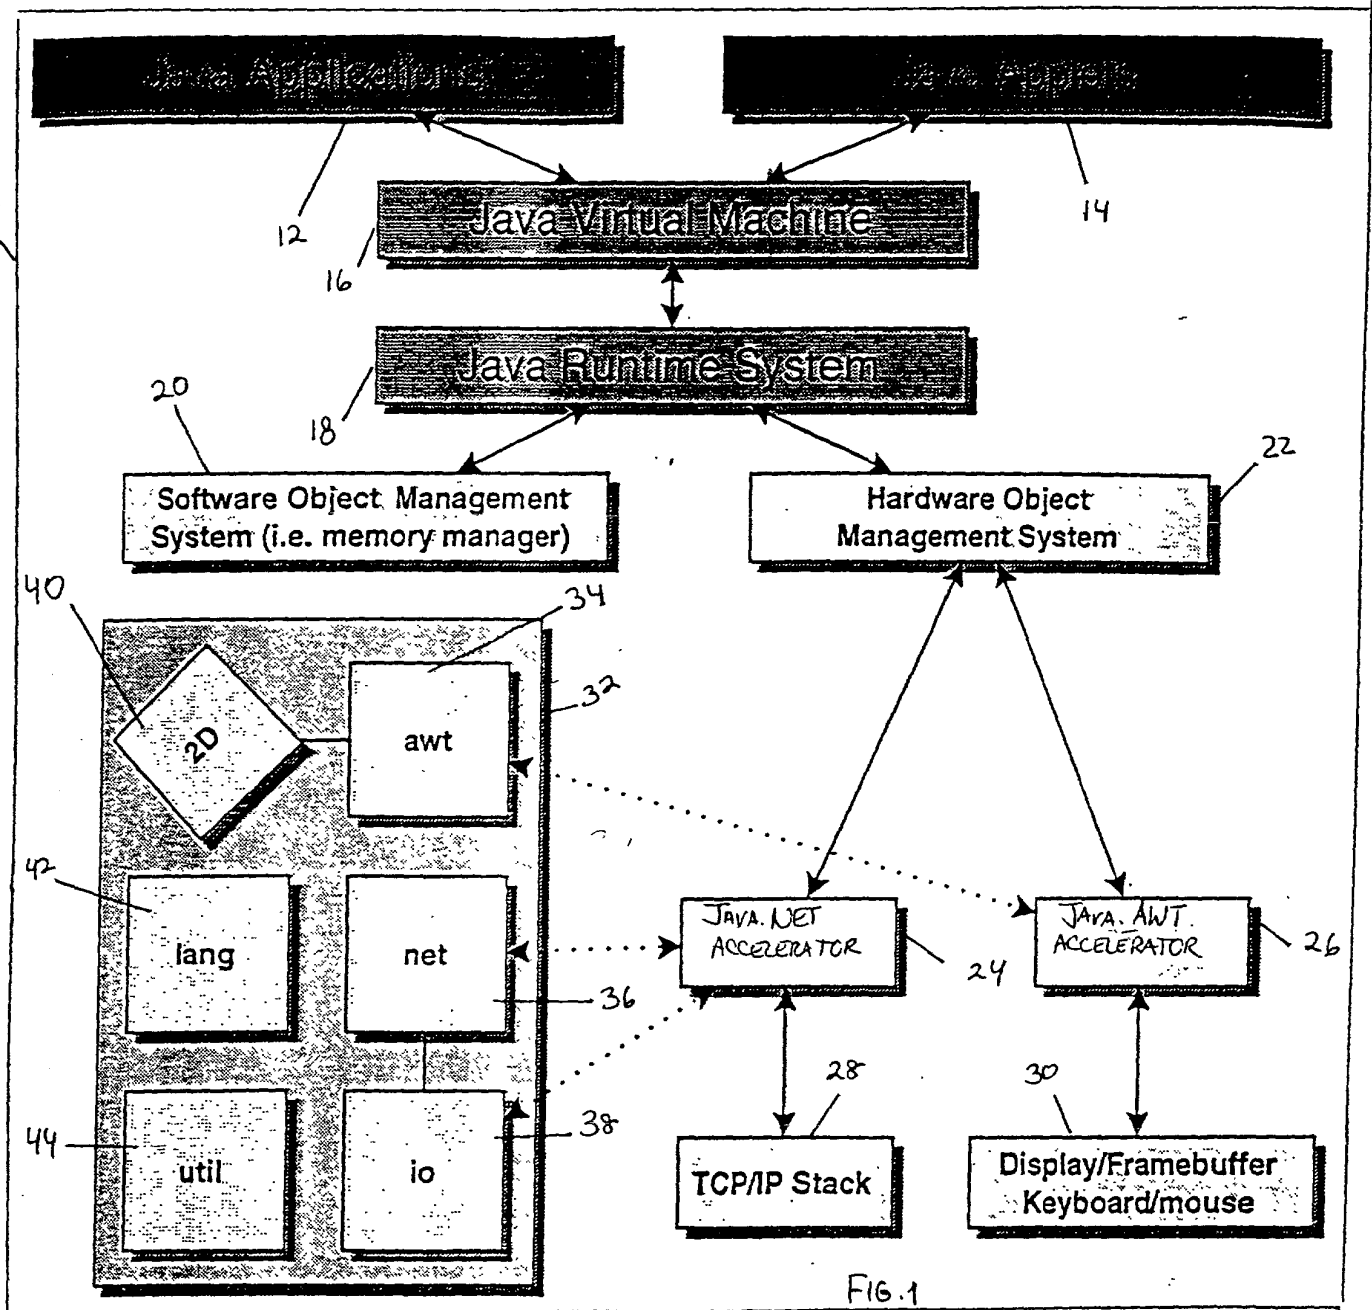 Java Applications
Java Applets
12
14
Java Virtual Machine
16
Java Runtime System
18
20
22
Software Object Management
System (i.e. memory manager)
Hardware Object
Management System
40
34
32
2D
awt
42
lang
net
JAVA.NET
ACCELERATOR
JAVA.AWT.
ACCELERATOR
24
26
36
28
30
44
util
io
38
TCP/IP Stack
Display/Framebuffer
Keyboard/mouse
FIG.1